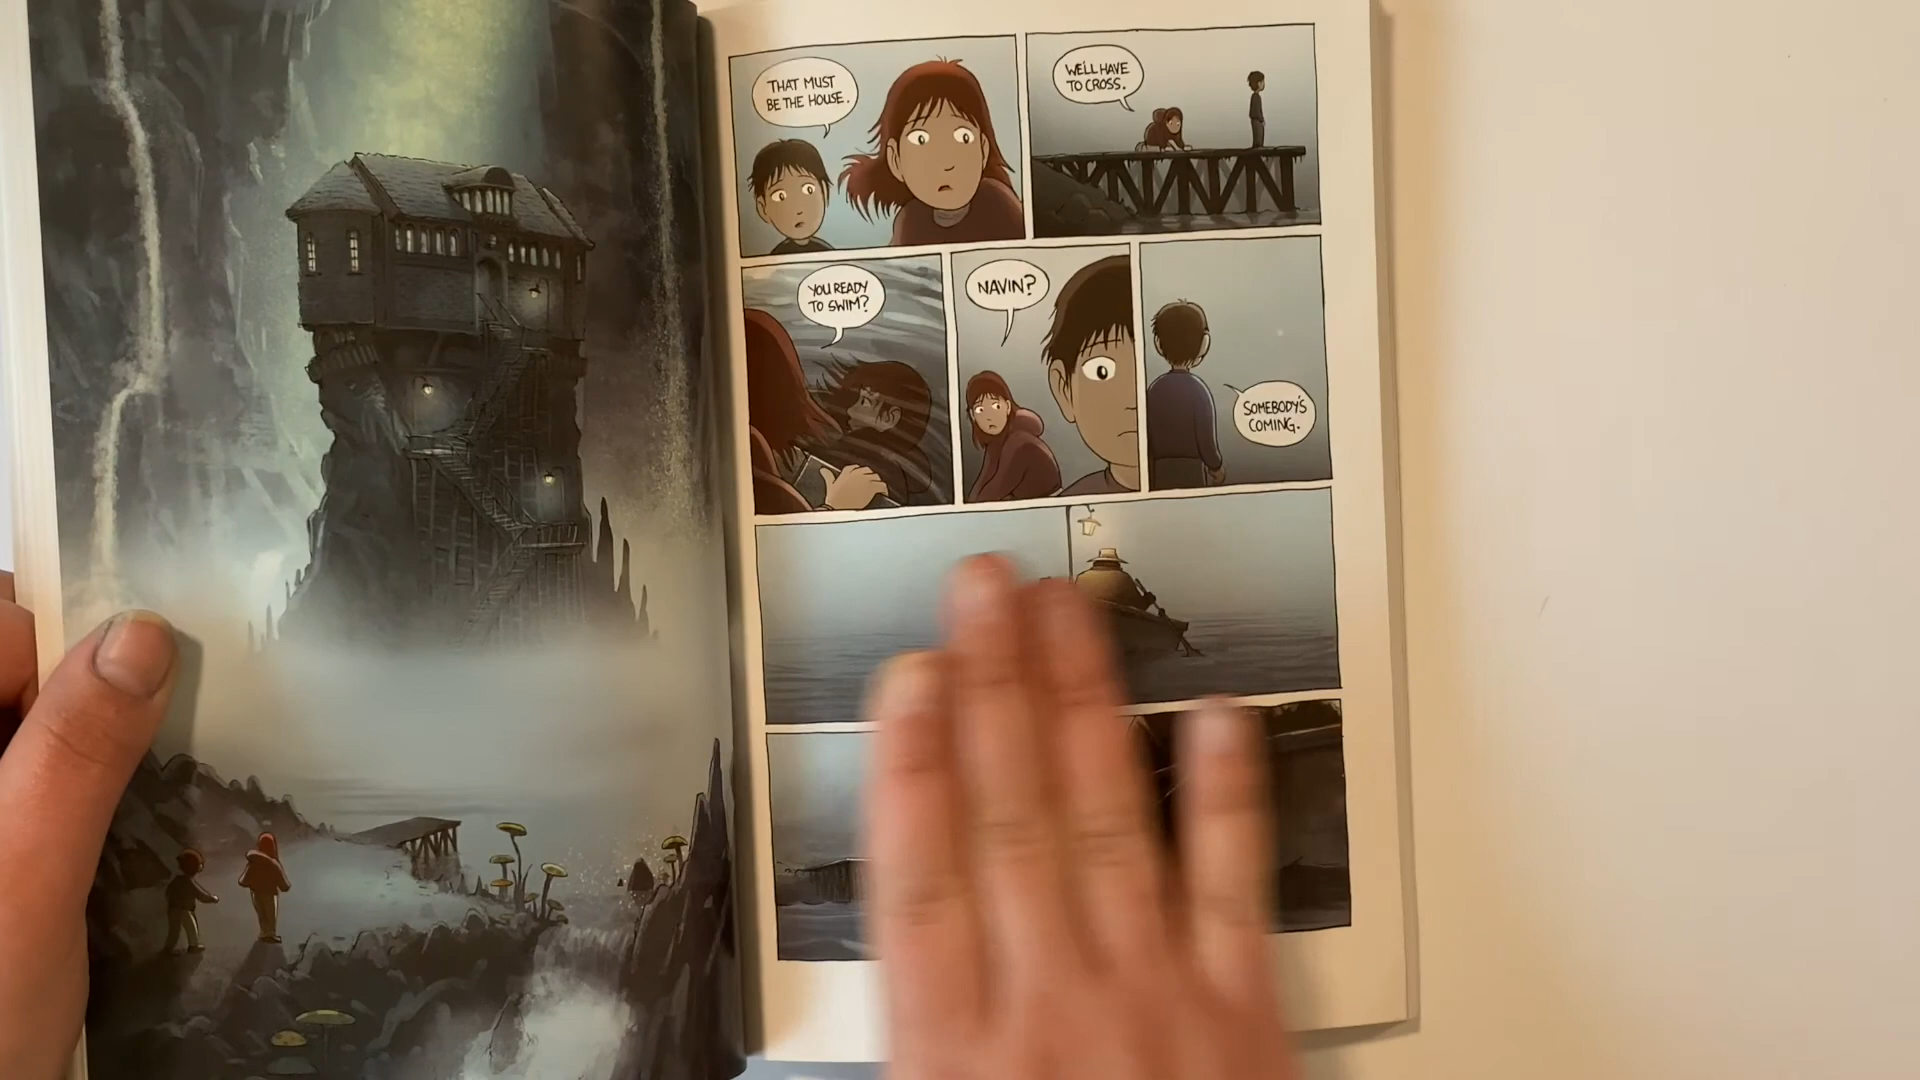 THAT MUST
BE THE HOUSE.
WE'LL HAVE
TO CROSS.
YOU READY
TO SWIM?
NAVIN?
SOMEBODY'S
COMING.